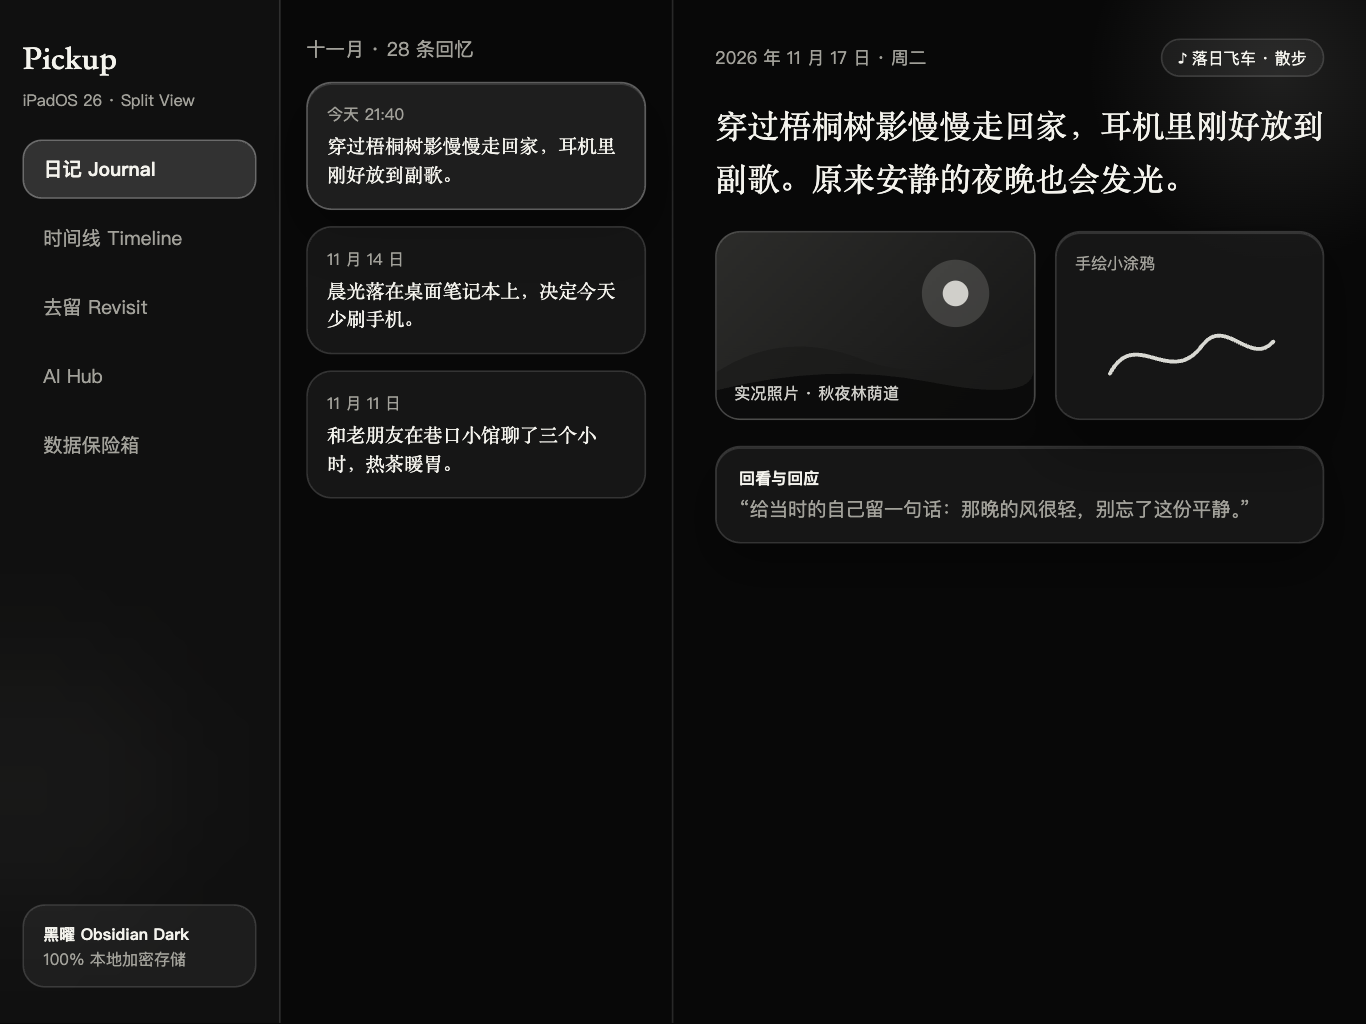 Pickup
iPadOS 26 · Split View
日记 Journal
时间线 Timeline
去留 Revisit
AI Hub
数据保险箱
黑曜 Obsidian Dark
100% 本地加密存储
十一月 · 28 条回忆
今天 21:40
穿过梧桐树影慢慢走回家，耳机里
刚好放到副歌。
11 月 14 日
晨光落在桌面笔记本上，决定今天
少刷手机。
11 月 11 日
和老朋友在巷口小馆聊了三个小
时，热茶暖胃。
2026 年 11 月 17 日 · 周二
♪ 落日飞车 · 散步
穿过梧桐树影慢慢走回家，耳机里刚好放到
副歌。原来安静的夜晚也会发光。
实况照片 · 秋夜林荫道
手绘小涂鸦
回看与回应
“给当时的自己留一句话：那晚的风很轻，别忘了这份平静。”